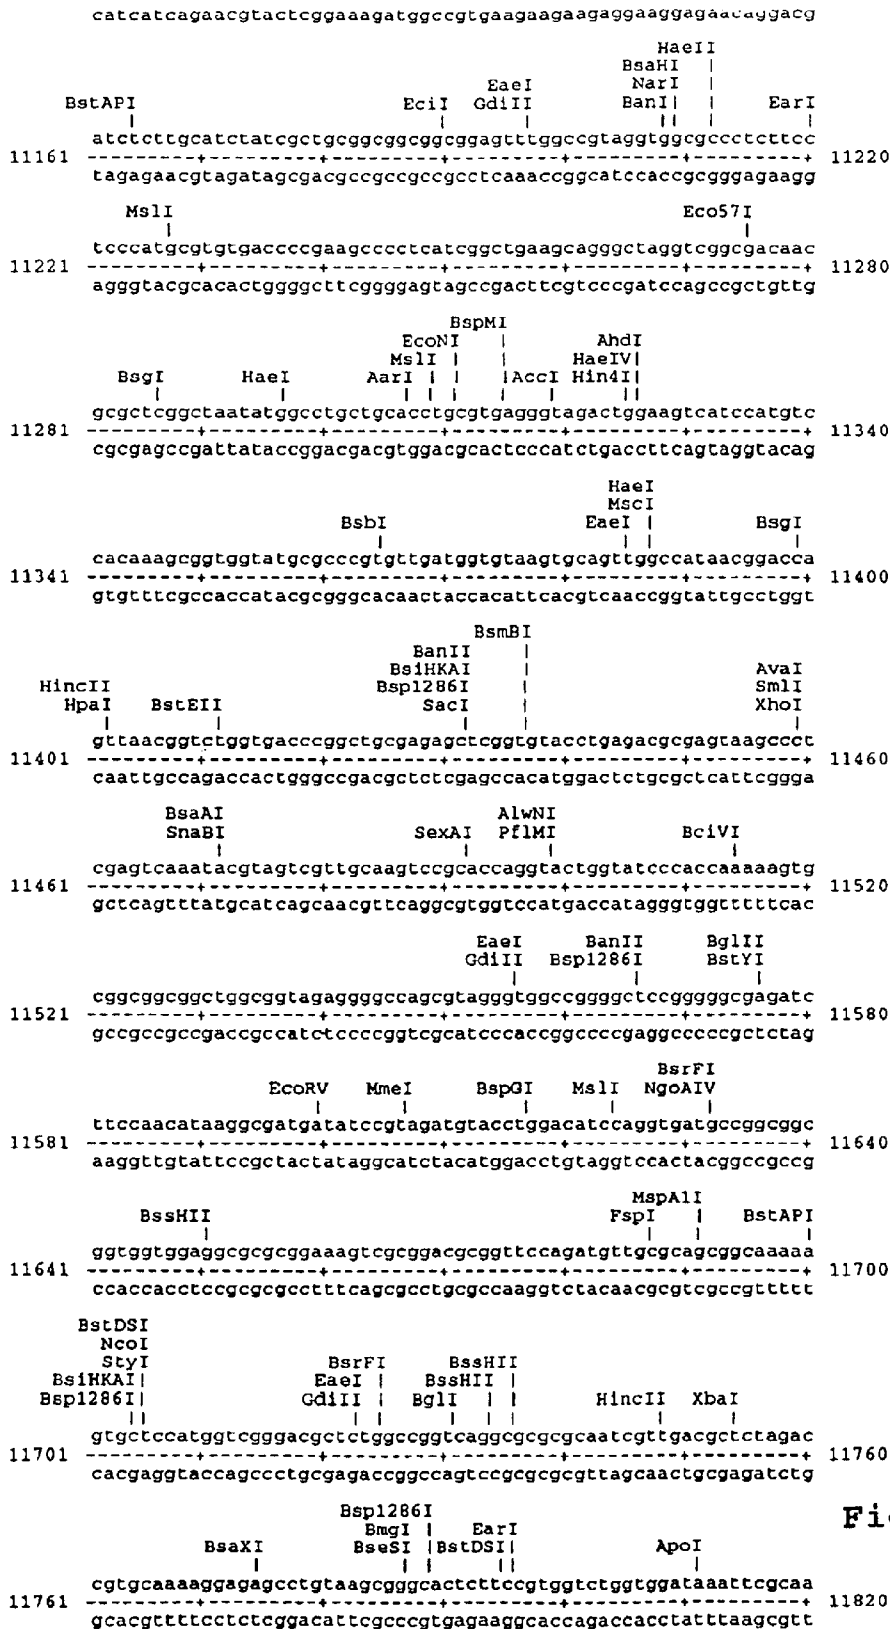 catcatcagaacgtactcggaaagatggccgtgaagaagaagaggaaggagaacaggacg
HaeII
BsaHI
EaeI NarI
BstAPI EciI GdiII BanI EarI
atctcttgcatctatcgctgcggcggcggcggagtttggccgtaggtggcgccctcttcc
11161 11220
tagagaacgtagatagcgacgccgccgccgcctcaaaccggcatccaccgcgggagaagg
MslI Eco57I
tcccatgcgtgtgaccccgaagcccctcatcggctgaagcagggctaggtcggcgacaac
11221 11280
agggtacgcacactggggcttcggggagtagccgacttcgtcccgatccagccgctgttg
BspMI
EcoNI AhdI
MslI HaeIV
BsgI HaeI AarI AccI Hin4I
gcgctcggctaatatggcctgctgcacctgcgtgagggtagactggaagtcatccatgtc
11281 11340
cgcgagccgattataccggacgacgtggacgcactcccatctgaccttcagtaggtacag
HaeI
MscI
BsbI EaeI BsgI
cacaaagcggtggtatgcgcccgtgttgatggtgtaagtgcagttggccataacggacca
11341 11400
gtgtttcgccaccatacgcgggcacaactaccacattcacgtcaaccggtattgcctggt
BsmBI
BanII
BsiHKAI AvaI
HincII Bsp1286I SmlI
HpaI BstEII SacI XhoI
gttaacggtctggtgacccggctgcgagagctcggtgtacctgagacgcgagtaagccct
11401 11460
caattgccagaccactgggccgacgctctcgagccacatggactctgcgctcattcggga
BsaAI AlwNI
SnaBI SexAI PflMI BciVI
cgagtcaaatacgtagtcgttgcaagtccgcaccaggtactggtatcccaccaaaaagtg
11461 11520
gctcagtttatgcatcagcaacgttcaggcgtggtccatgaccatagggtggtttttcac
EaeI BanII BglII
GdiII Bsp1286I BstYI
cggcggcggctggcggtagaggggccagcgtagggtggccggggctccgggggcgagatc
11521 11580
gccgccgccgaccgccatctccccggtcgcatcccaccggccccgaggcccccgctctag
BsrFI
EcoRV MmeI BspGI MslI NgoAIV
ttccaacataaggcgatgatatccgtagatgtacctggacatccaggtgatgccggcggc
11581 11640
aaggttgtattccgctactataggcatctacatggacctgtaggtccactacggccgccg
MspA1I
BssHII FspI BstAPI
ggtggtggaggcgcgcggaaagtcgcggacgcggttccagatgttgcgcagcggcaaaaa
11641 11700
ccaccacctccgcgcgcctttcagcgcctgcgccaaggtctacaacgcgtcgccgttttt
BstDSI
NcoI
StyI BsrFI BssHII
BsiHKAI EaeI BssHII
Bsp1286I GdiII BglI HincII XbaI
gtgctccatggtcgggacgctctggccggtcaggcgcgcgcaatcgttgacgctctagac
11701 11760
cacgaggtaccagccctgcgagaccggccagtccgcgcgcgttagcaactgcgagatctg
Bsp1286I
BmgI EarI
BsaXI BseSI BstDSI ApoI
Fi
cgtgcaaaaggagagcctgtaagcgggcactcttccgtggtctggtggataaattcgcaa
11761 11820
gcacgttttcctctcggacattcgcccgtgagaaggcaccagaccacctatttaagcgtt